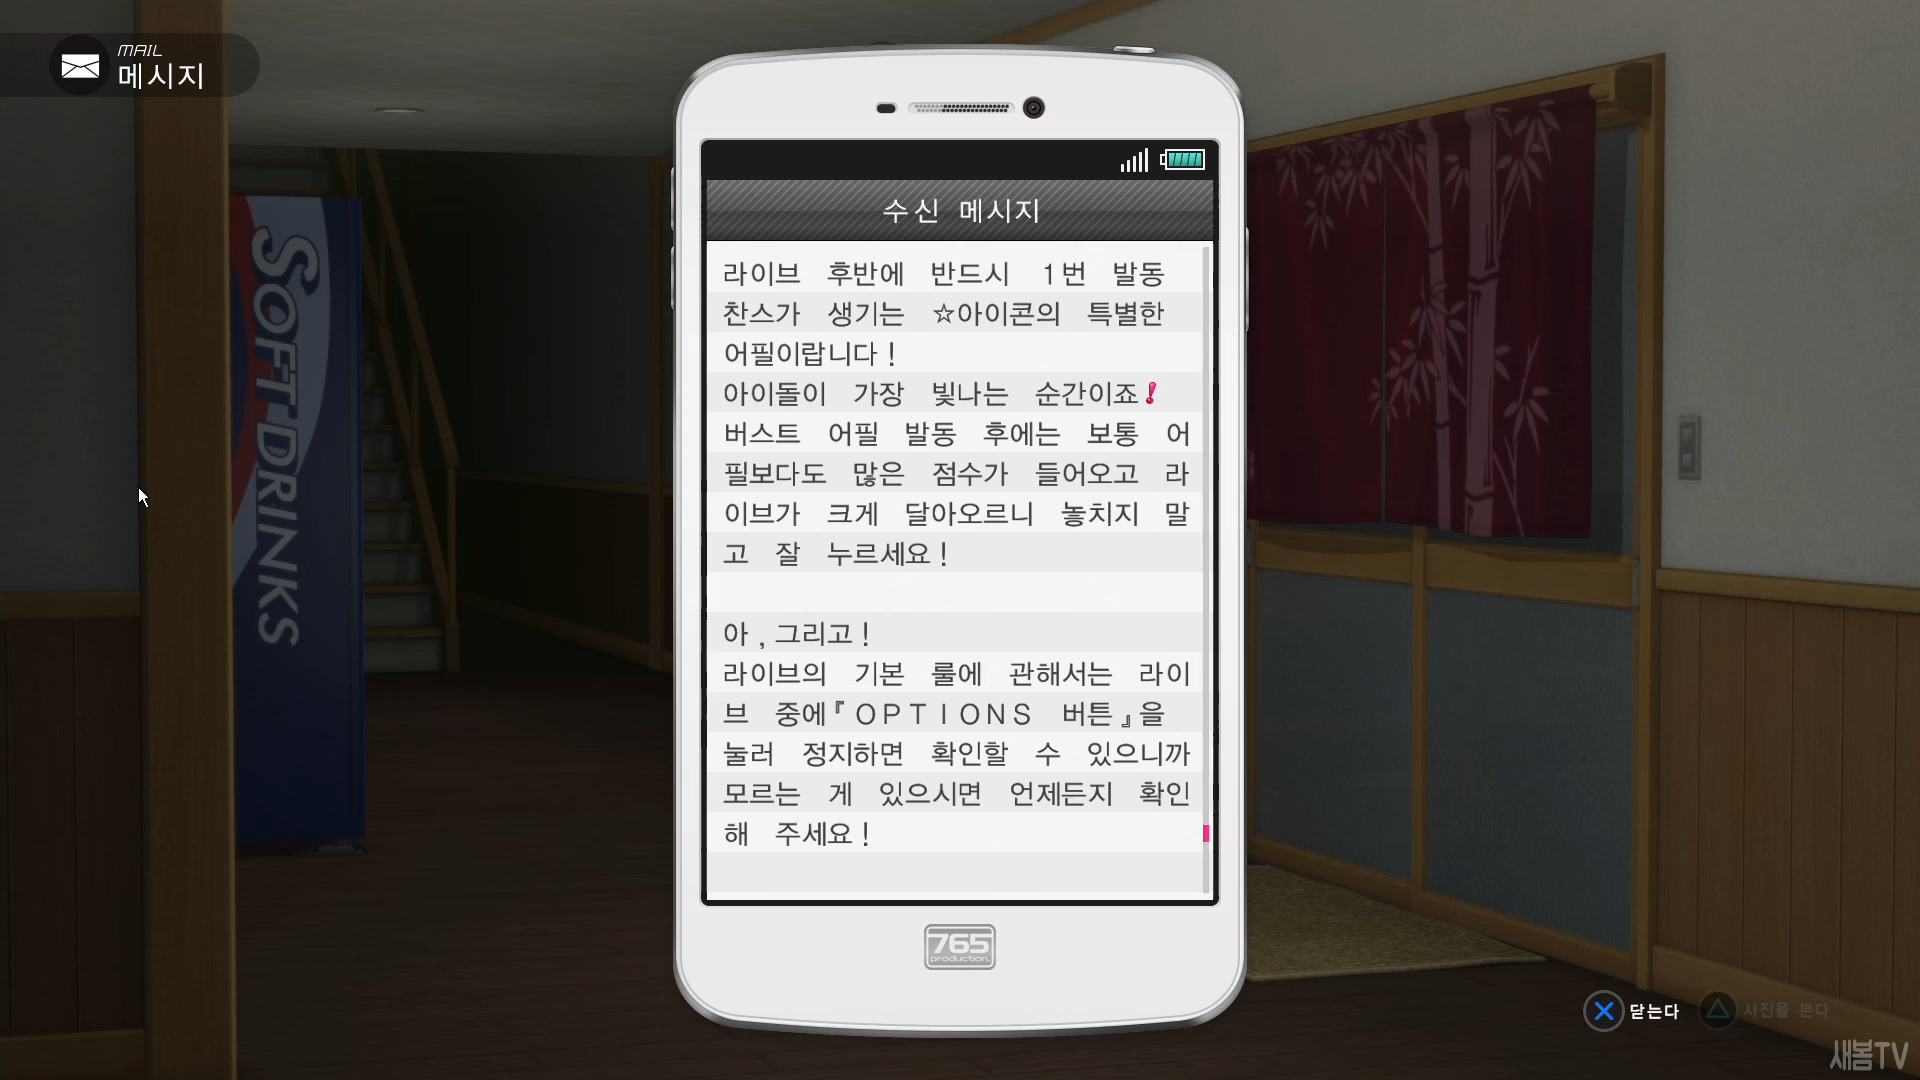 MAIL
메시지
수신 메시지
라이브 후반에 반드시 1번 발동
찬스가 생기는 ☆아이콘의 특별한
어필이랍니다!
아이돌이 가장 빛나는 순간이죠!
버스트 어필 발동 후에는 보통 어
필보다도 많은 점수가 들어오고 라
이브가 크게 달아오르니 놓치지 말
고 잘 누르세요!
아,그리고!
라이브의 기본 룰에 관해서는 라이
브 중에『OPTIONS 버튼』을
눌러 정지하면 확인할 수 있으니까
모르는 게 있으시면 언제든지 확인
해 주세요!
SOFT DRINKS
765
production.
닫는다
사진을 본다
새봄TV